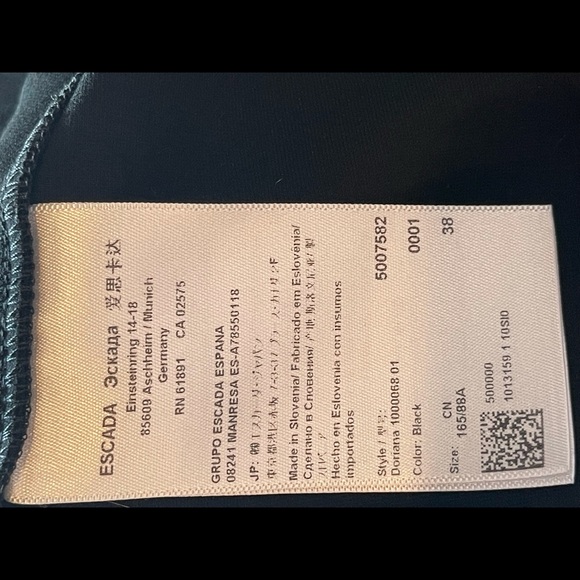 ESCADA Эскада 爱思卡达
Einsteinring 14-18
85609 Aschheim / Munich
Germany
RN 61891 CA 02575
GRUPO ESCADA ESPANA
08241 MANRESA ES-A78550118
JP:
Made in Slovenia/ Fabricado em Eslovénia/
Сделано в Словении/
Hecho en Eslovenia con insumos
importados
Style / 5007582
Doriana 1000068 01
Color: Black 0001
CN
Size: 165/88A 38
500000
1013159 1 10SI0